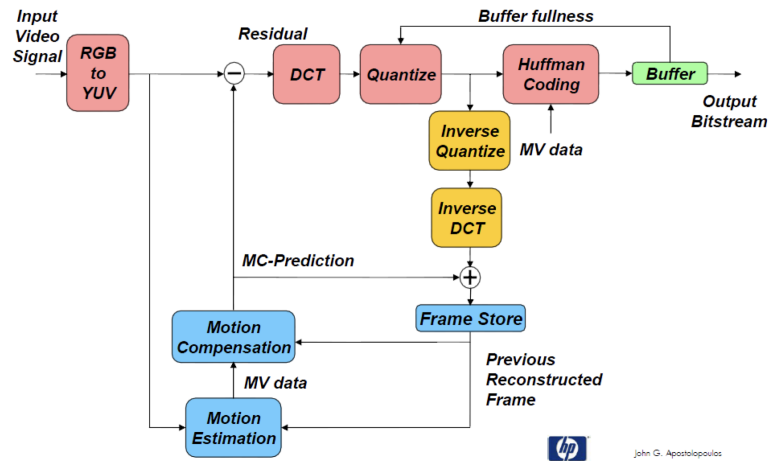 Input
Video
Signal
RGB
to
YUV
Residual
DCT
Quantize
Buffer fullness
Huffman
Coding
Buffer
Output
Bitstream
MV data
Inverse
Quantize
Inverse
DCT
MC-Prediction
Frame Store
Motion
Compensation
Previous
Reconstructed
Frame
MV data
Motion
Estimation
hp
John G. Apostolopoulos